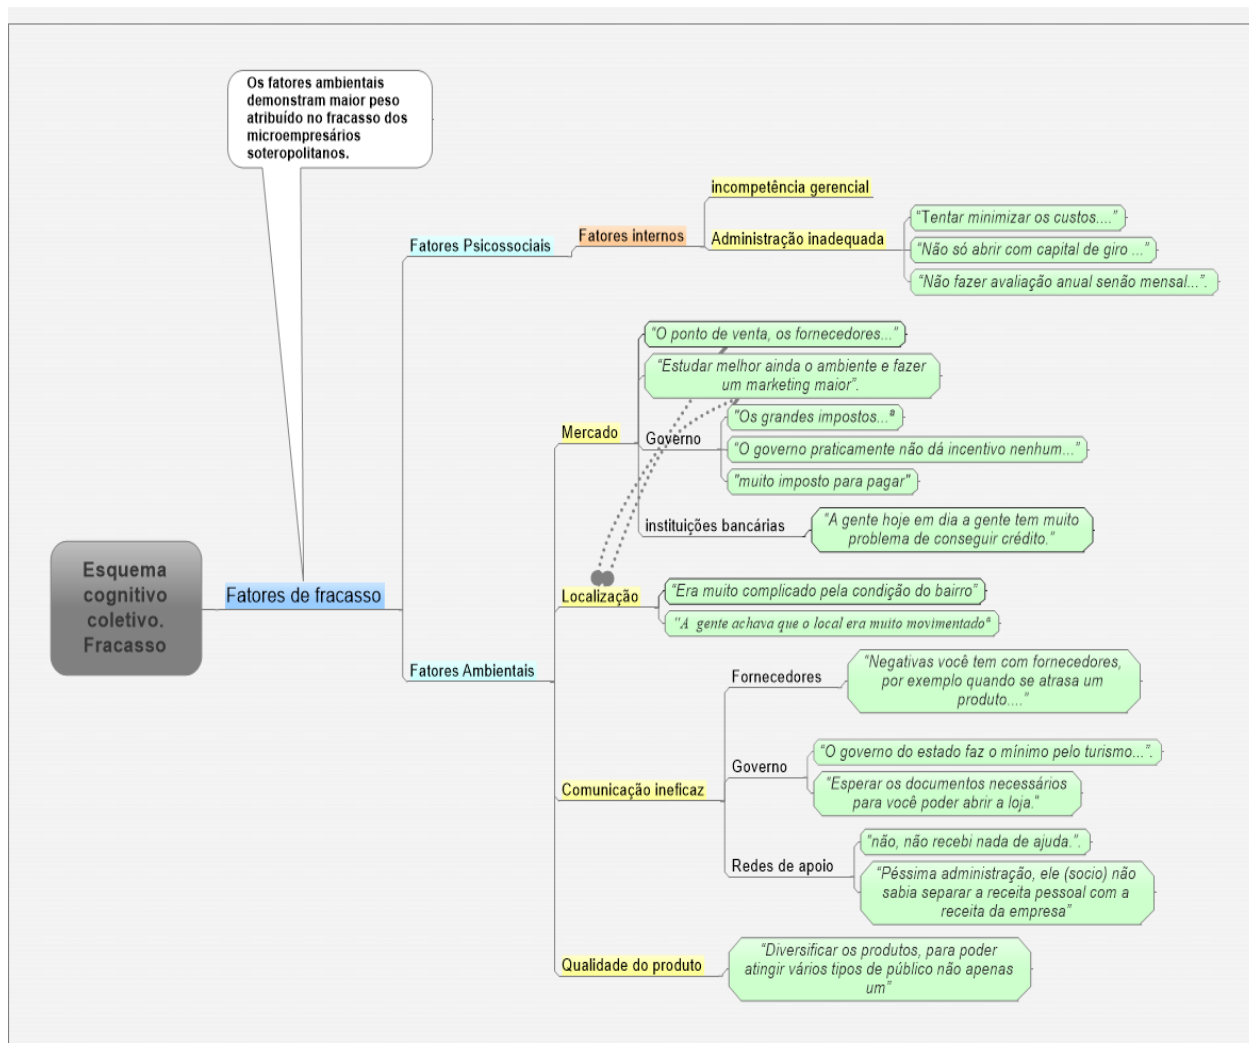 Os fatores ambientais
demonstram maior peso
atribuído no fracasso dos
microempresários
soteropolitanos.
Esquema
cognitivo
coletivo.
Fracasso
Fatores de fracasso
Fatores Psicossociais
Fatores internos
incompetência gerencial
Administração inadequada
“Tentar minimizar os custos....”
“Não só abrir com capital de giro ...”
“Não fazer avaliação anual senão mensal...”.
Fatores Ambientais
Mercado
“O ponto de venda, os fornecedores...”
“Estudar melhor ainda o ambiente e fazer
um marketing maior”.
Governo
"Os grandes impostos...ª
“O governo praticamente não dá incentivo nenhum...”
"muito imposto para pagar"
instituições bancárias
“A gente hoje em dia a gente tem muito
problema de conseguir crédito.”
Localização
“Era muito complicado pela condição do bairro”
“A gente achava que o local era muito movimentadoª
Comunicação ineficaz
Fornecedores
“Negativas você tem com fornecedores,
por exemplo quando se atrasa um
produto....”
Governo
“O governo do estado faz o mínimo pelo turismo...”.
“Esperar os documentos necessários
para você poder abrir a loja.”
Redes de apoio
“não, não recebi nada de ajuda.”.
“Péssima administração, ele (socio) não
sabia separar a receita pessoal com a
receita da empresa”
Qualidade do produto
“Diversificar os produtos, para poder
atingir vários tipos de público não apenas
um”